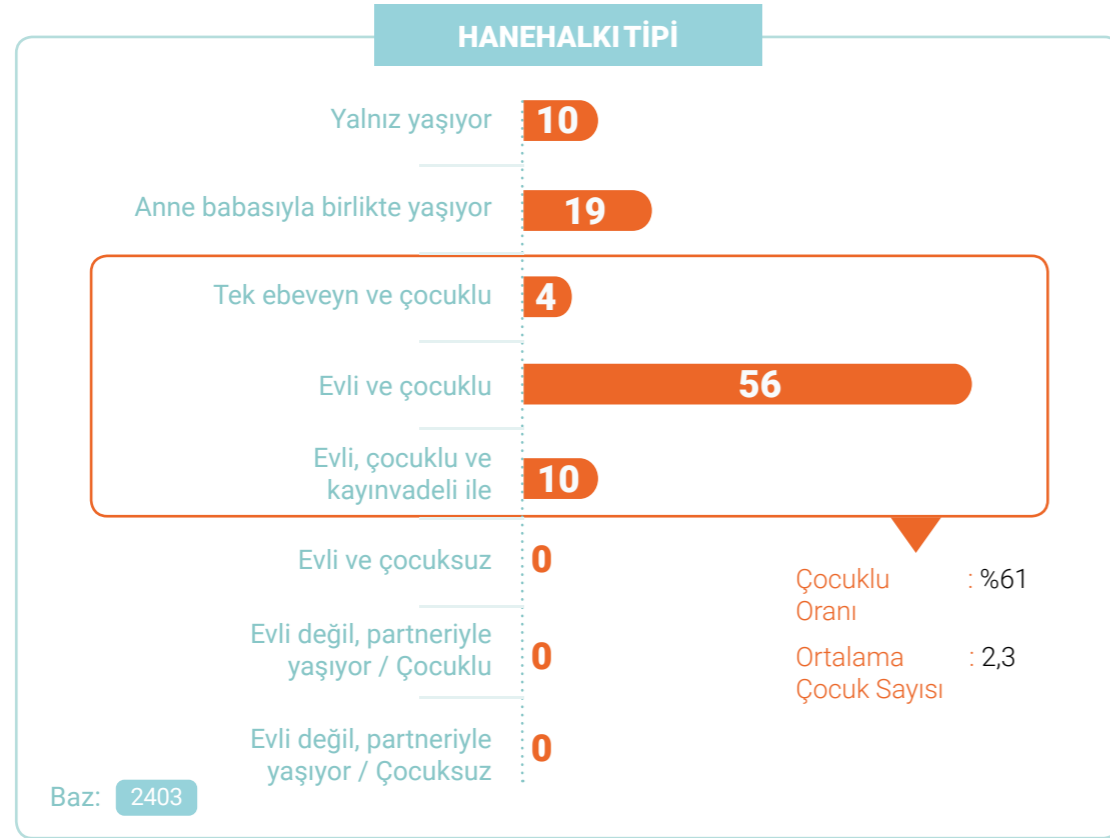 HANEHALKI TİPİ
Yalnız yaşıyor
10
Anne babasıyla birlikte yaşıyor
19
Tek ebeveyn ve çocuklu
4
Evli ve çocuklu
56
Evli, çocuklu ve
kayınvadeli ile
10
Evli ve çocuksuz
0
Evli değil, partneriyle
yaşıyor / Çocuklu
0
Evli değil, partneriyle
yaşıyor / Çocuksuz
0
Çocuklu : %61
Oranı
Ortalama : 2,3
Çocuk Sayısı
Baz: 2403